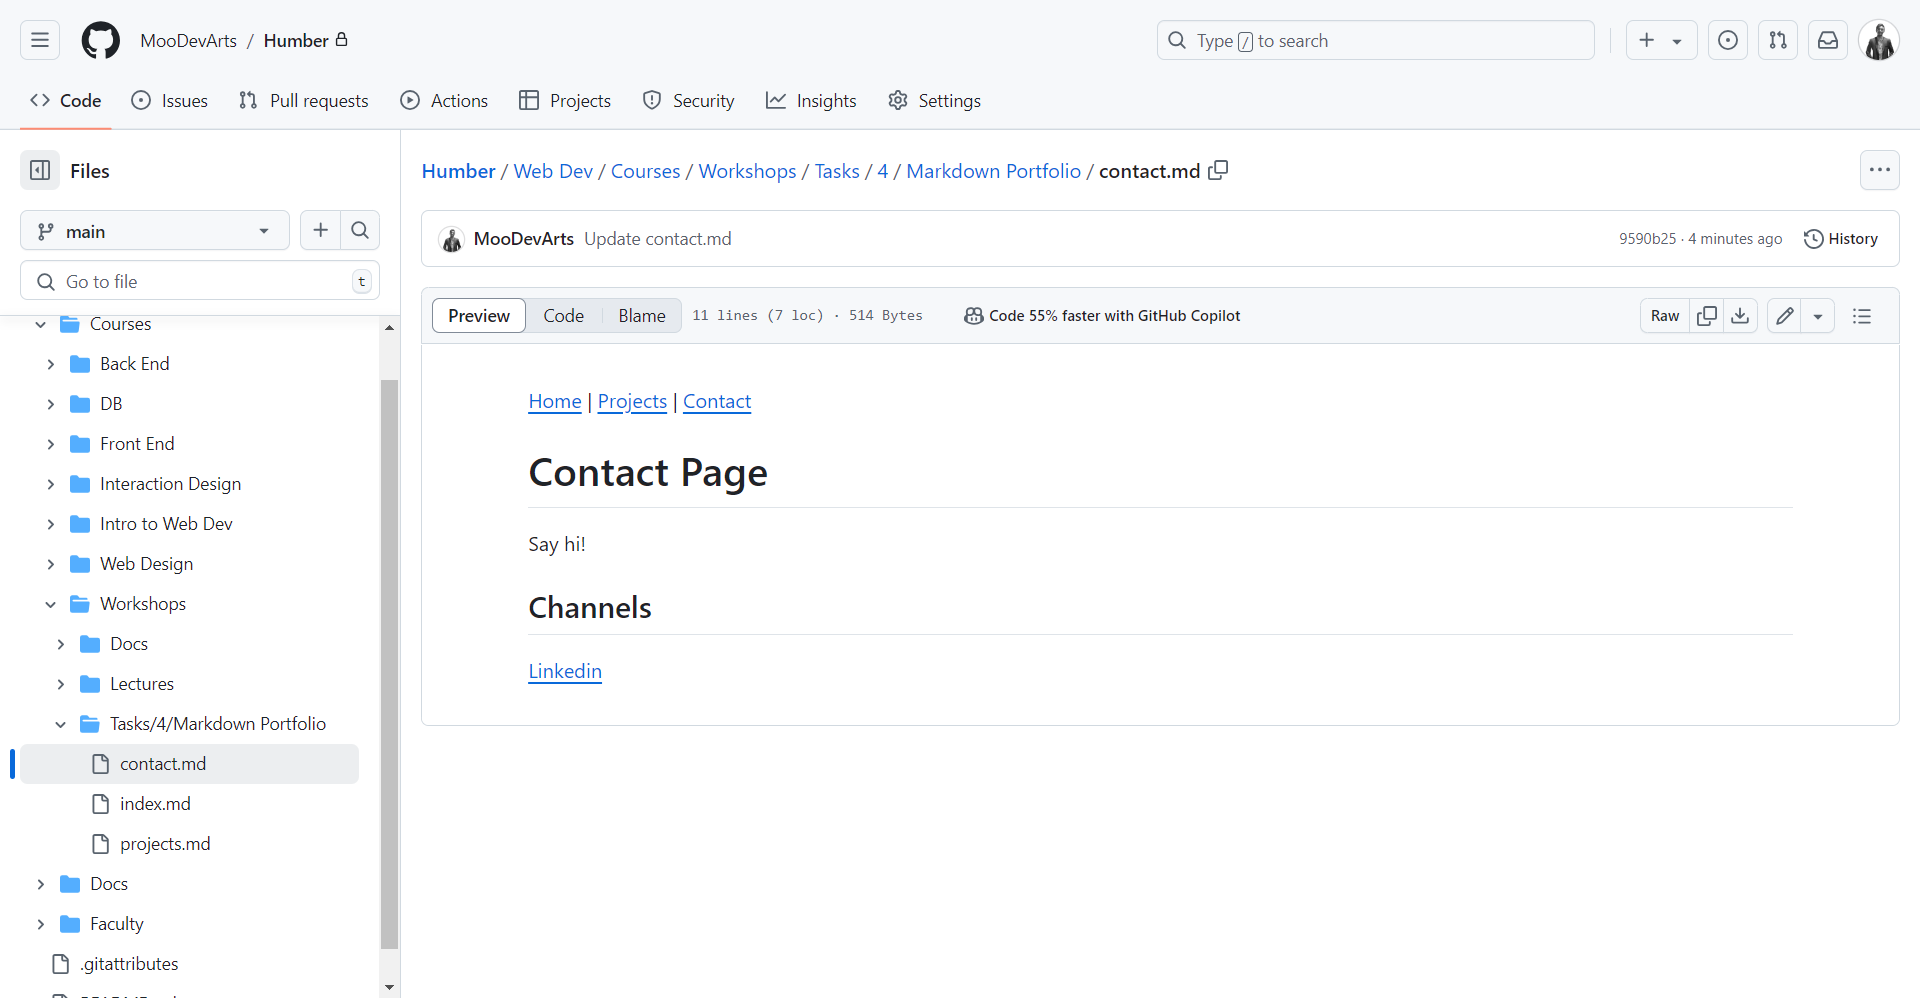 MooDevArts / Humber
Type / to search
Code Issues Pull requests Actions Projects Security Insights Settings
Files
main
Go to file t
Courses
Back End
DB
Front End
Interaction Design
Intro to Web Dev
Web Design
Workshops
Docs
Lectures
Tasks/4/Markdown Portfolio
contact.md
index.md
projects.md
Docs
Faculty
.gitattributes
Humber / Web Dev / Courses / Workshops / Tasks / 4 / Markdown Portfolio / contact.md
MooDevArts Update contact.md 9590b25 · 4 minutes ago History
Preview Code Blame 11 lines (7 loc) · 514 Bytes Code 55% faster with GitHub Copilot Raw
Home | Projects | Contact
Contact Page
Say hi!
Channels
Linkedin